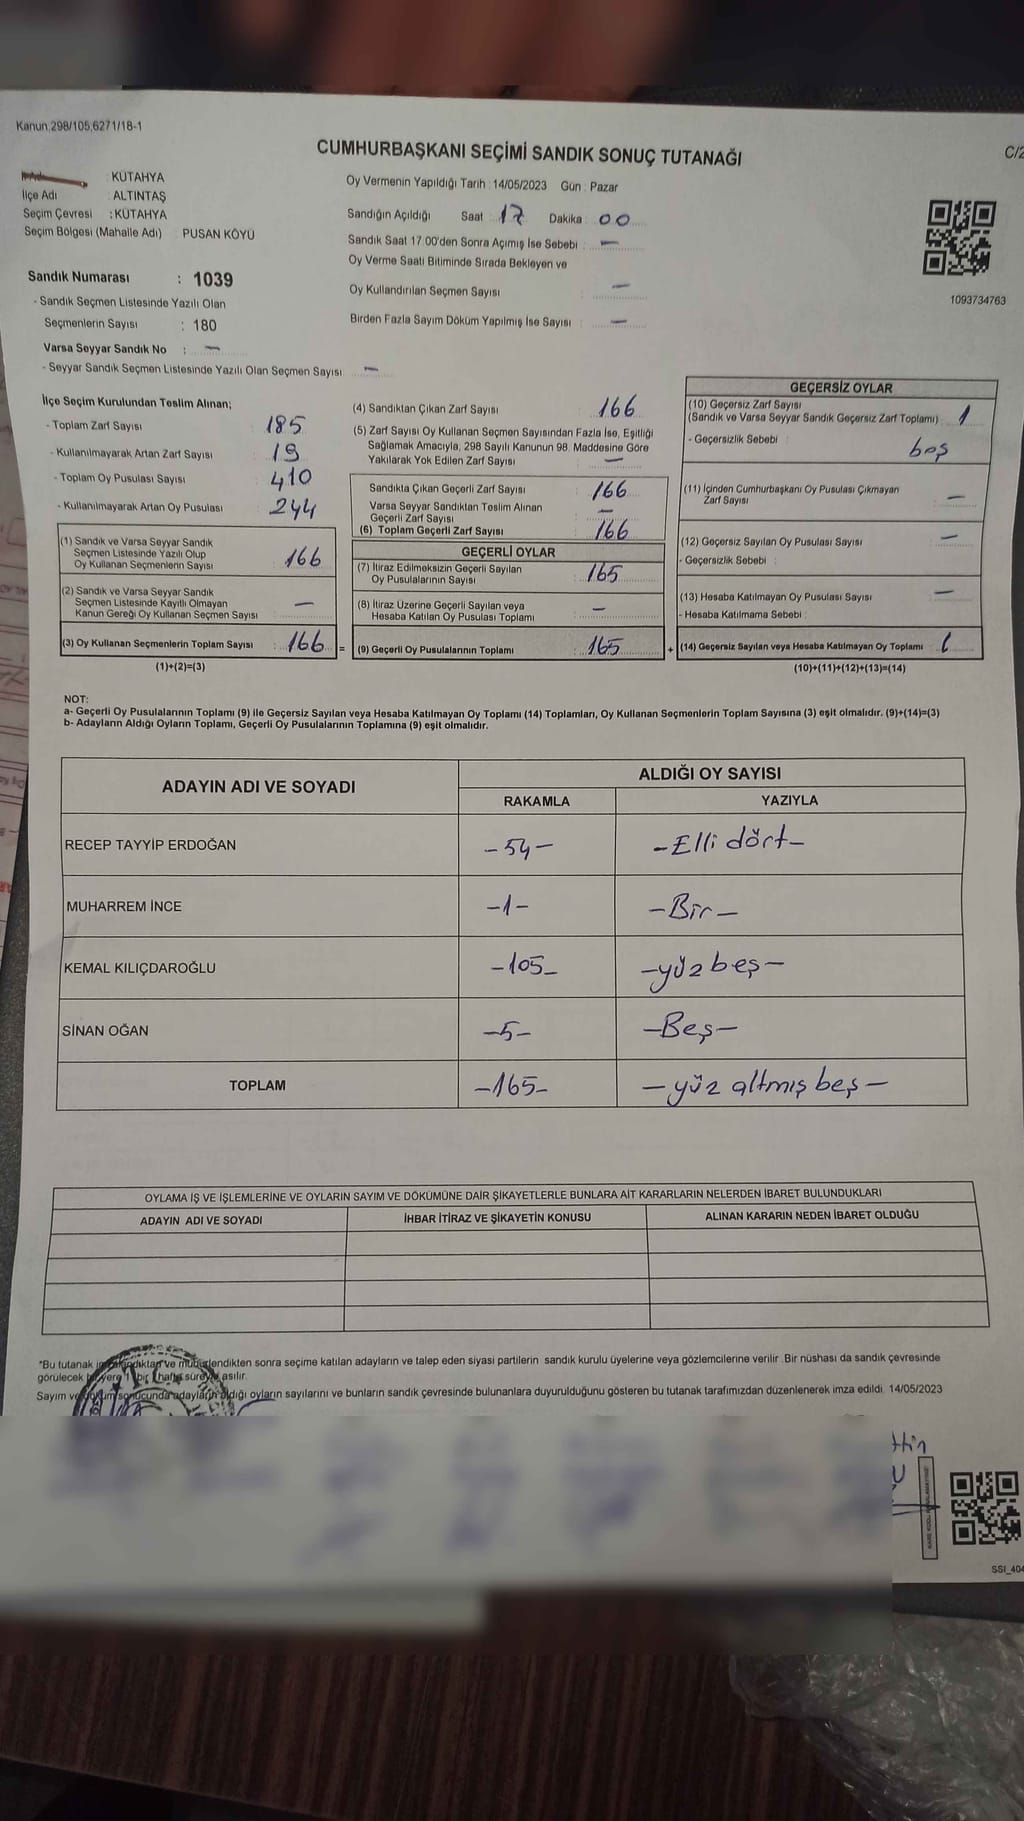 Kanun,298/105,6271/18-1
CUMHURBAŞKANI SEÇİMİ SANDIK SONUÇ TUTANAĞI
C/2
: KÜTAHYA
İlçe Adı : ALTINTAŞ
Seçim Çevresi : KÜTAHYA
Seçim Bölgesi (Mahalle Adı) PUSAN KÖYÜ
Oy Vermenin Yapıldığı Tarih : 14/05/2023 Gün : Pazar
Sandığın Açıldığı Saat 17 Dakika : 00
Sandık Saat 17.00'den Sonra Açımış İse Sebebi : —
Oy Verme Saati Bitiminde Sırada Bekleyen ve
Oy Kullandırılan Seçmen Sayısı : —
Birden Fazla Sayım Döküm Yapılmış İse Sayısı : —
1093734763
Sandık Numarası : 1039
- Sandık Seçmen Listesinde Yazılı Olan
Seçmenlerin Sayısı : 180
Varsa Seyyar Sandık No : —
- Seyyar Sandık Seçmen Listesinde Yazılı Olan Seçmen Sayısı : —
İlçe Seçim Kurulundan Teslim Alınan;
- Toplam Zarf Sayısı : 185
- Kullanılmayarak Artan Zarf Sayısı : 19
- Toplam Oy Pusulası Sayısı : 410
- Kullanılmayarak Artan Oy Pusulası : 244
(1) Sandık ve Varsa Seyyar Sandık
Seçmen Listesinde Yazılı Olup
Oy Kullanan Seçmenlerin Sayısı : 166
(2) Sandık ve Varsa Seyyar Sandık
Seçmen Listesinde Kayıtlı Olmayan
Kanun Gereği Oy Kullanan Seçmen Sayısı : —
(3) Oy Kullanan Seçmenlerin Toplam Sayısı : 166 =
(1)+(2)=(3)
(4) Sandıktan Çıkan Zarf Sayısı : 166
(5) Zarf Sayısı Oy Kullanan Seçmen Sayısından Fazla İse, Eşitliği
Sağlamak Amacıyla, 298 Sayılı Kanunun 98. Maddesine Göre
Yakılarak Yok Edilen Zarf Sayısı : —
Sandıkta Çıkan Geçerli Zarf Sayısı : 166
Varsa Seyyar Sandıktan Teslim Alınan
Geçerli Zarf Sayısı : —
(6) Toplam Geçerli Zarf Sayısı : 166
GEÇERLİ OYLAR
(7) İtiraz Edilmeksizin Geçerli Sayılan
Oy Pusulalarının Sayısı : 165
(8) İtiraz Üzerine Geçerli Sayılan veya
Hesaba Katılan Oy Pusulası Toplamı : —
(9) Geçerli Oy Pusulalarının Toplamı : 165 +
GEÇERSİZ OYLAR
(10) Geçersiz Zarf Sayısı
(Sandık ve Varsa Seyyar Sandık Geçersiz Zarf Toplamı) : 1
- Geçersizlik Sebebi : boş
(11) İçinden Cumhurbaşkanı Oy Pusulası Çıkmayan
Zarf Sayısı : —
(12) Geçersiz Sayılan Oy Pusulası Sayısı : —
- Geçersizlik Sebebi :
(13) Hesaba Katılmayan Oy Pusulası Sayısı : —
- Hesaba Katılmama Sebebi :
(14) Geçersiz Sayılan veya Hesaba Katılmayan Oy Toplamı : 1
(10)+(11)+(12)+(13)=(14)
NOT:
a- Geçerli Oy Pusulalarının Toplamı (9) ile Geçersiz Sayılan veya Hesaba Katılmayan Oy Toplamı (14) Toplamları, Oy Kullanan Seçmenlerin Toplam Sayısına (3) eşit olmalıdır. (9)+(14)=(3)
b- Adayların Aldığı Oyların Toplamı, Geçerli Oy Pusulalarının Toplamına (9) eşit olmalıdır.
ADAYIN ADI VE SOYADI ALDIĞI OY SAYISI
RAKAMLA YAZIYLA
RECEP TAYYİP ERDOĞAN -54- -Elli dört-
MUHARREM İNCE -1- -Bir-
KEMAL KILIÇDAROĞLU -105- -yüz beş-
SİNAN OĞAN -5- -Beş-
TOPLAM -165- -yüz altmış beş-
OYLAMA İŞ VE İŞLEMLERİNE VE OYLARIN SAYIM VE DÖKÜMÜNE DAİR ŞİKAYETLERLE BUNLARA AİT KARARLARIN NELERDEN İBARET BULUNDUKLARI
ADAYIN ADI VE SOYADI İHBAR İTİRAZ VE ŞİKAYETİN KONUSU ALINAN KARARIN NEDEN İBARET OLDUĞU
*Bu tutanak ve mühürlendikten sonra seçime katılan adayların ve talep eden siyasi partilerin sandık kurulu üyelerine veya gözlemcilerine verilir. Bir nüshası da sandık çevresinde
görülecek bir yere 1 bir hafta süreyle asılır.
Sayım ve döküm sonucunda adayların aldığı oyların sayılarını ve bunların sandık çevresinde bulunanlara duyurulduğunu gösteren bu tutanak tarafımızdan düzenlenerek imza edildi. 14/05/2023
SSI_404